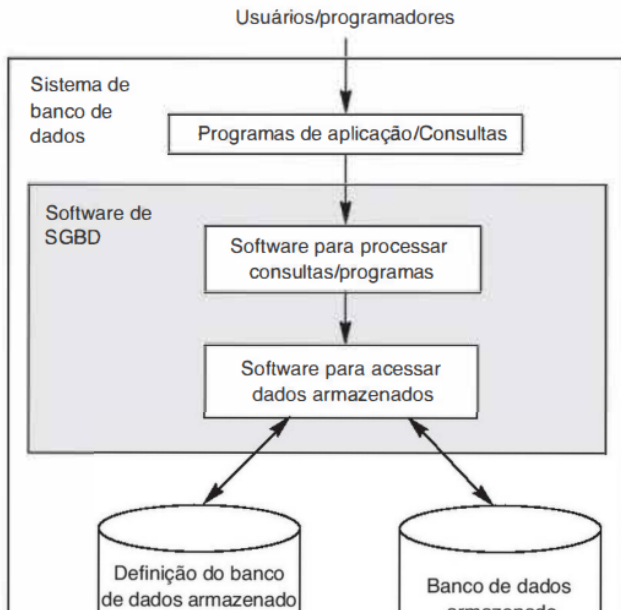 Usuários/programadores
Sistema de
banco de
dados
Programas de aplicação/Consultas
Software de
SGBD
Software para processar
consultas/programas
Software para acessar
dados armazenados
Definição do banco
de dados armazenado
Banco de dados
armazenado